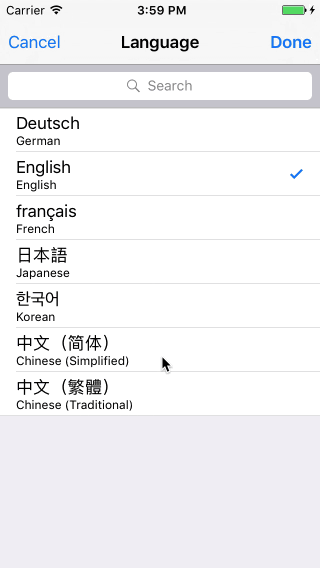 Carrier 3:59 PM
Cancel Language Done
Search
Deutsch
German
English
English
français
French
日本語
Japanese
한국어
Korean
中文（简体）
Chinese (Simplified)
中文（繁體）
Chinese (Traditional)